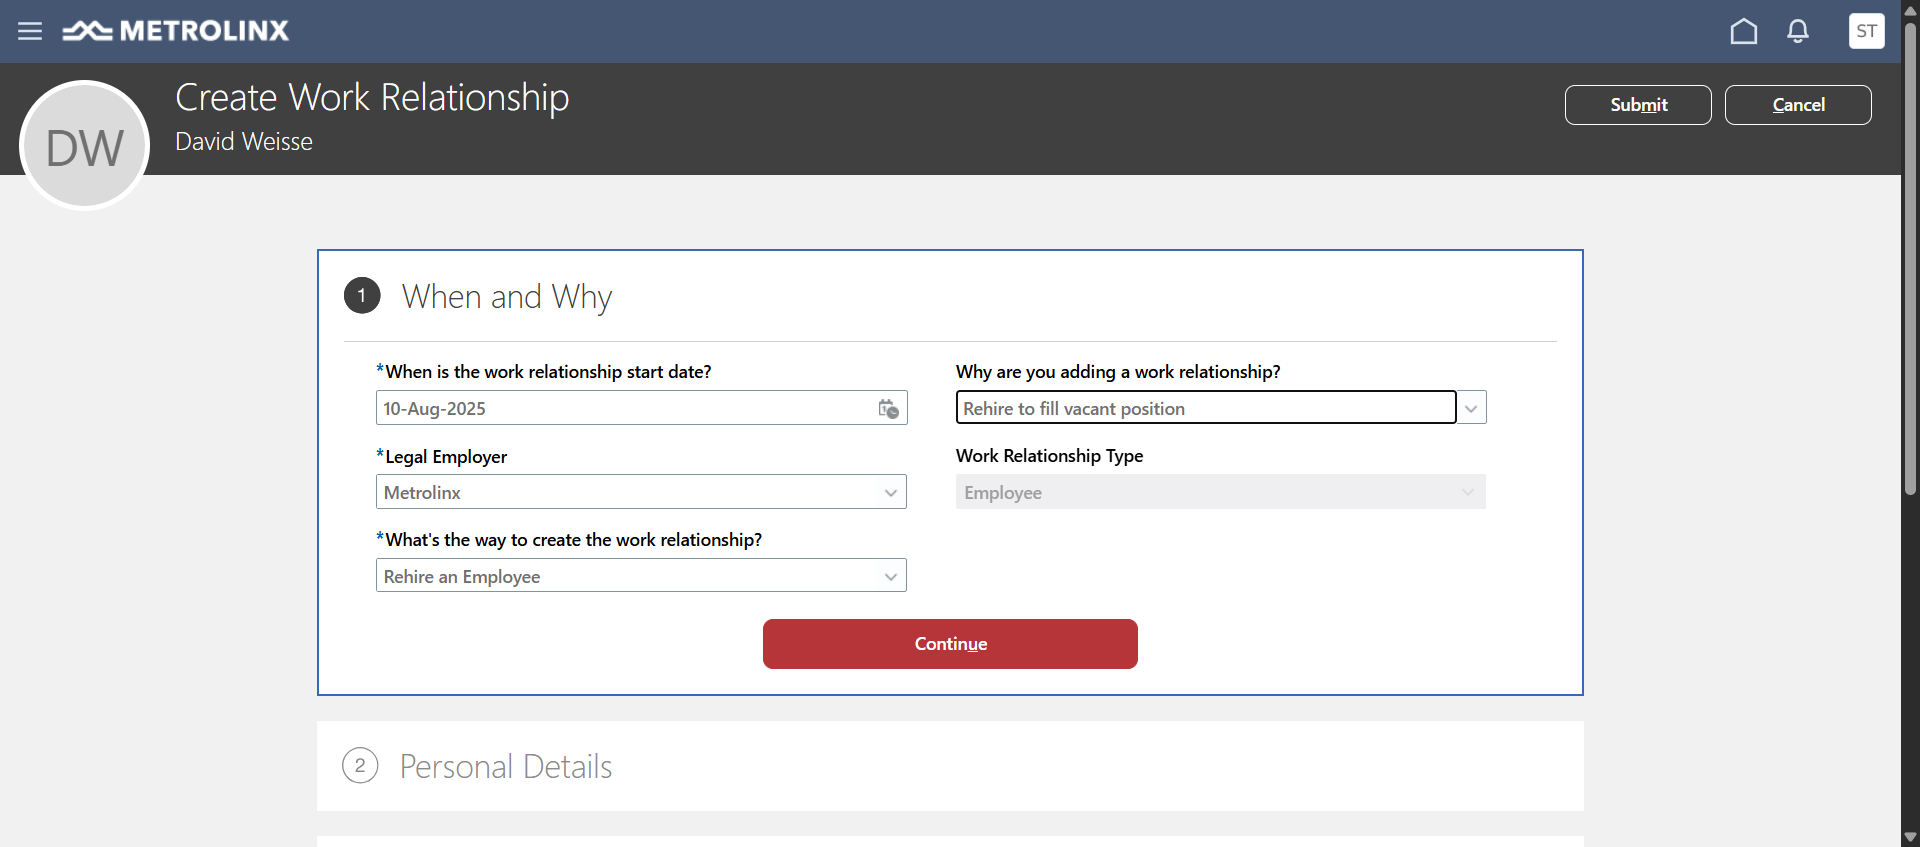 METROLINX
ST
DW
Create Work Relationship
David Weisse
Submit
Cancel
1
When and Why
*When is the work relationship start date?
10-Aug-2025
Why are you adding a work relationship?
Rehire to fill vacant position
*Legal Employer
Metrolinx
Work Relationship Type
Employee
*What's the way to create the work relationship?
Rehire an Employee
Continue
2
Personal Details